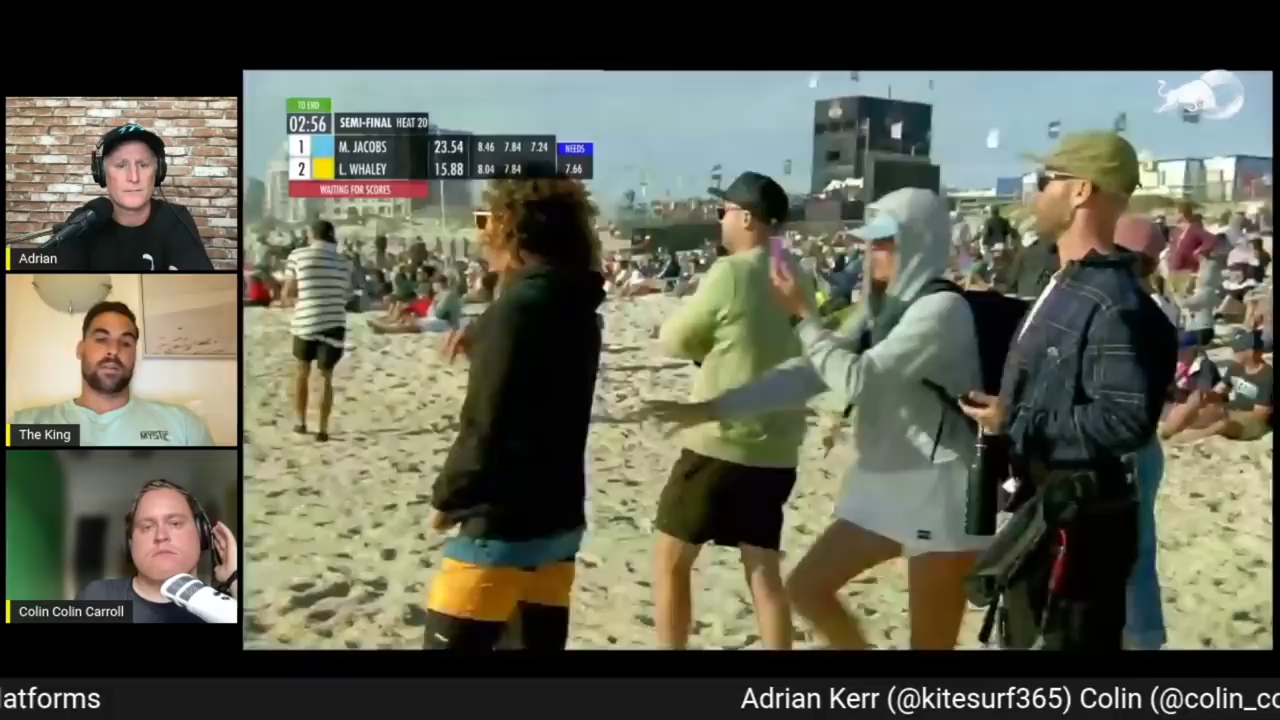 TO END
02:56 SEMI-FINAL HEAT 20
1 M. JACOBS 23.54 8.46 7.84 7.24 NEEDS
2 L. WHALEY 15.88 8.04 7.84 7.66
WAITING FOR SCORES
Adrian
The King
MYSTIC
Colin Colin Carroll
latforms
Adrian Kerr (@kitesurf365) Colin (@colin_c